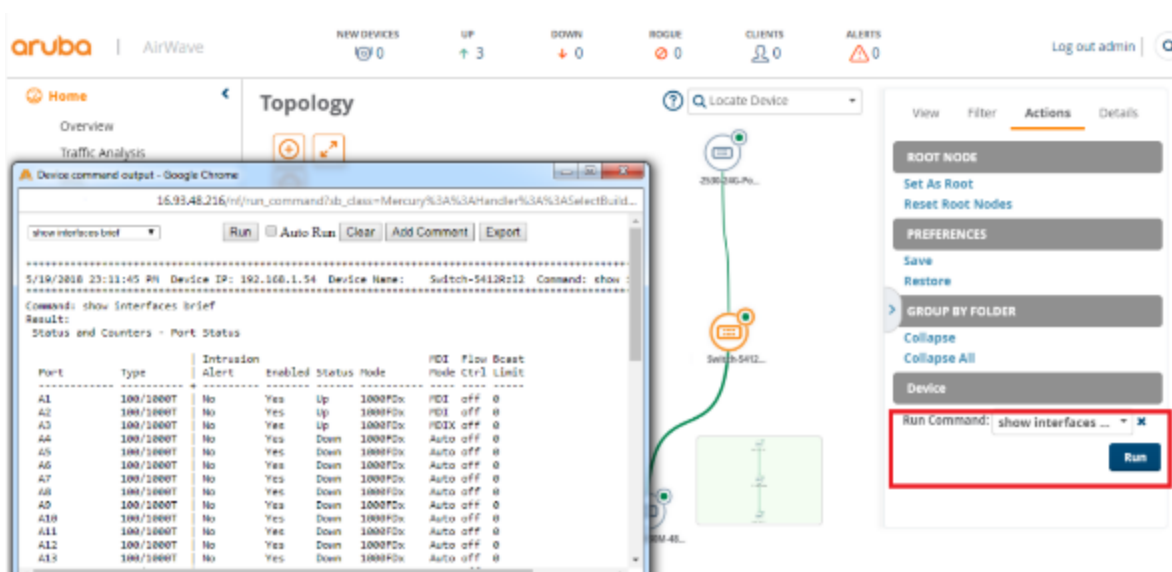 aruba | AirWave
NEW DEVICES
0
UP
3
DOWN
0
ROGUE
0
CLIENTS
0
ALERTS
0
Log out admin |
Home
Overview
Traffic Analysis
Topology
Locate Device
2530-24G-Po...
Switch-5412...
View Filter Actions Details
ROOT NODE
Set As Root
Reset Root Nodes
PREFERENCES
Save
Restore
GROUP BY FOLDER
Collapse
Collapse All
Device
Run Command: show interfaces ...
Run
Device command output - Google Chrome
16.93.48.216/nf/run_command?sb_class=Mercury%3A%3AHandler%3A%3ASelectBuild...
show interfaces brief Run Auto Run Clear Add Comment Export
5/19/2018 23:11:45 PM Device IP: 192.168.1.54 Device Name: Switch-5412Rzl2 Command: show
Command: show interfaces brief
Result:
Status and Counters - Port Status
| Intrusion MDI Flow Bcast
Port Type | Alert Enabled Status Mode Mode Ctrl Limit
------------ ---------- + --------- ------- ------ ---------- ---- ---- -----
A1 100/1000T | No Yes Up 1000FDx MDI off 0
A2 100/1000T | No Yes Up 1000FDx MDI off 0
A3 100/1000T | No Yes Up 1000FDx MDIX off 0
A4 100/1000T | No Yes Down 1000FDx Auto off 0
A5 100/1000T | No Yes Down 1000FDx Auto off 0
A6 100/1000T | No Yes Down 1000FDx Auto off 0
A7 100/1000T | No Yes Down 1000FDx Auto off 0
A8 100/1000T | No Yes Down 1000FDx Auto off 0
A9 100/1000T | No Yes Down 1000FDx Auto off 0
A10 100/1000T | No Yes Down 1000FDx Auto off 0
A11 100/1000T | No Yes Down 1000FDx Auto off 0
A12 100/1000T | No Yes Down 1000FDx Auto off 0
A13 100/1000T | No Yes Down 1000FDx Auto off 0